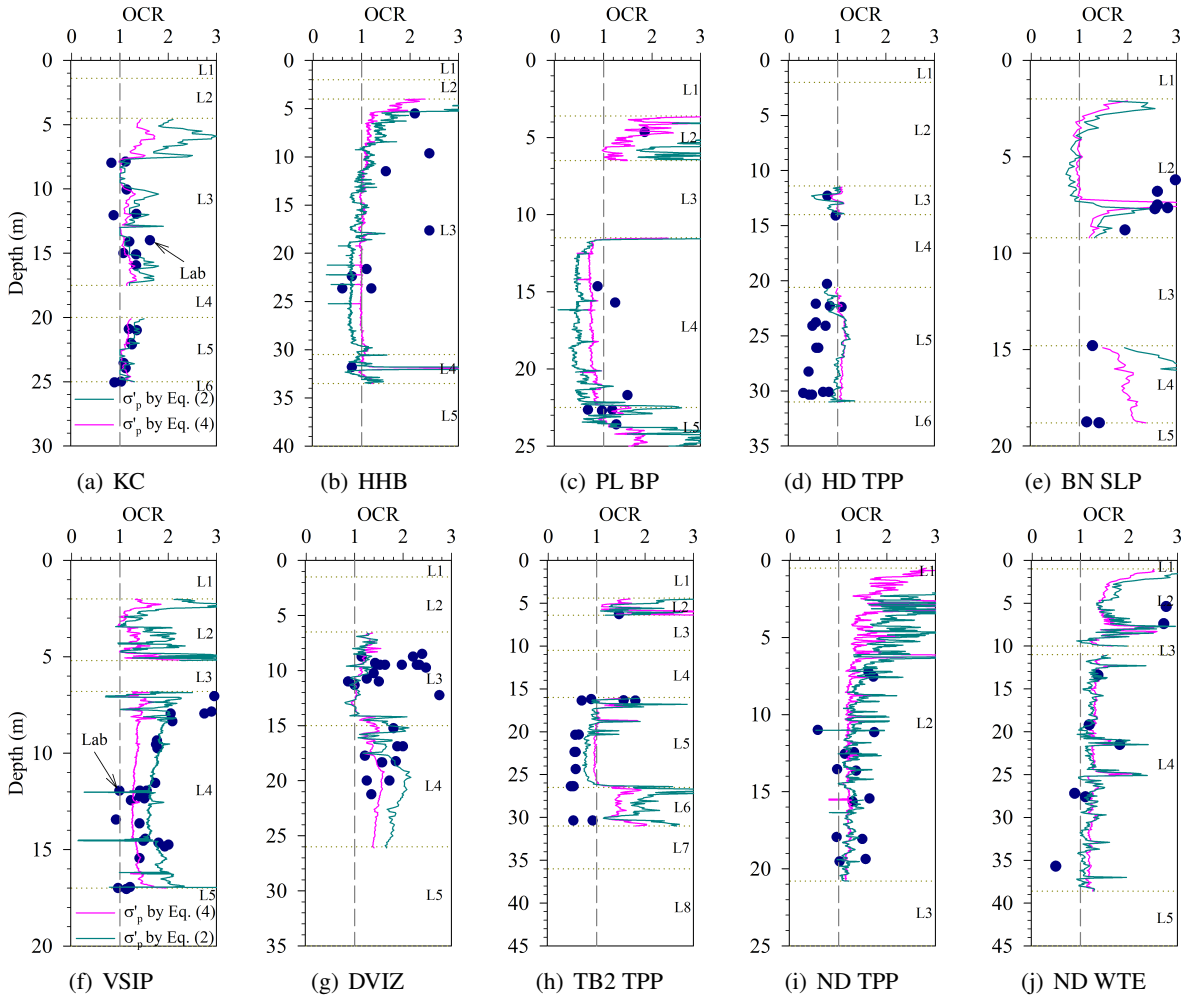 OCR OCR OCR OCR OCR
0 1 2 3 0 1 2 3 0 1 2 3 0 1 2 3 0 1 2 3
Depth (m)
0 5 10 15 20 25 30
L1
L2
L3
Lab
L4
L5
L6
σ'p by Eq. (2)
σ'p by Eq. (4)
0 5 10 15 20 25 30 35 40
L1
L2
L3
L4
L5
0 5 10 15 20 25
L1
L2
L3
L4
L5
0 5 10 15 20 25 30 35
L1
L2
L3
L4
L5
L6
0 5 10 15 20
L1
L2
L3
L4
L5
(a) KC (b) HHB (c) PL BP (d) HD TPP (e) BN SLP
OCR OCR OCR OCR OCR
0 1 2 3 0 1 2 3 0 1 2 3 0 1 2 3 0 1 2 3
Depth (m)
0 5 10 15 20
L1
L2
L3
Lab
L4
L5
σ'p by Eq. (4)
σ'p by Eq. (2)
0 5 10 15 20 25 30 35
L1
L2
L3
L4
L5
0 5 10 15 20 25 30 35 40 45
L1
L2
L3
L4
L5
L6
L7
L8
0 5 10 15 20 25
L1
L2
L3
0 5 10 15 20 25 30 35 40 45
L1
L2
L3
L4
L5
(f) VSIP (g) DVIZ (h) TB2 TPP (i) ND TPP (j) ND WTE